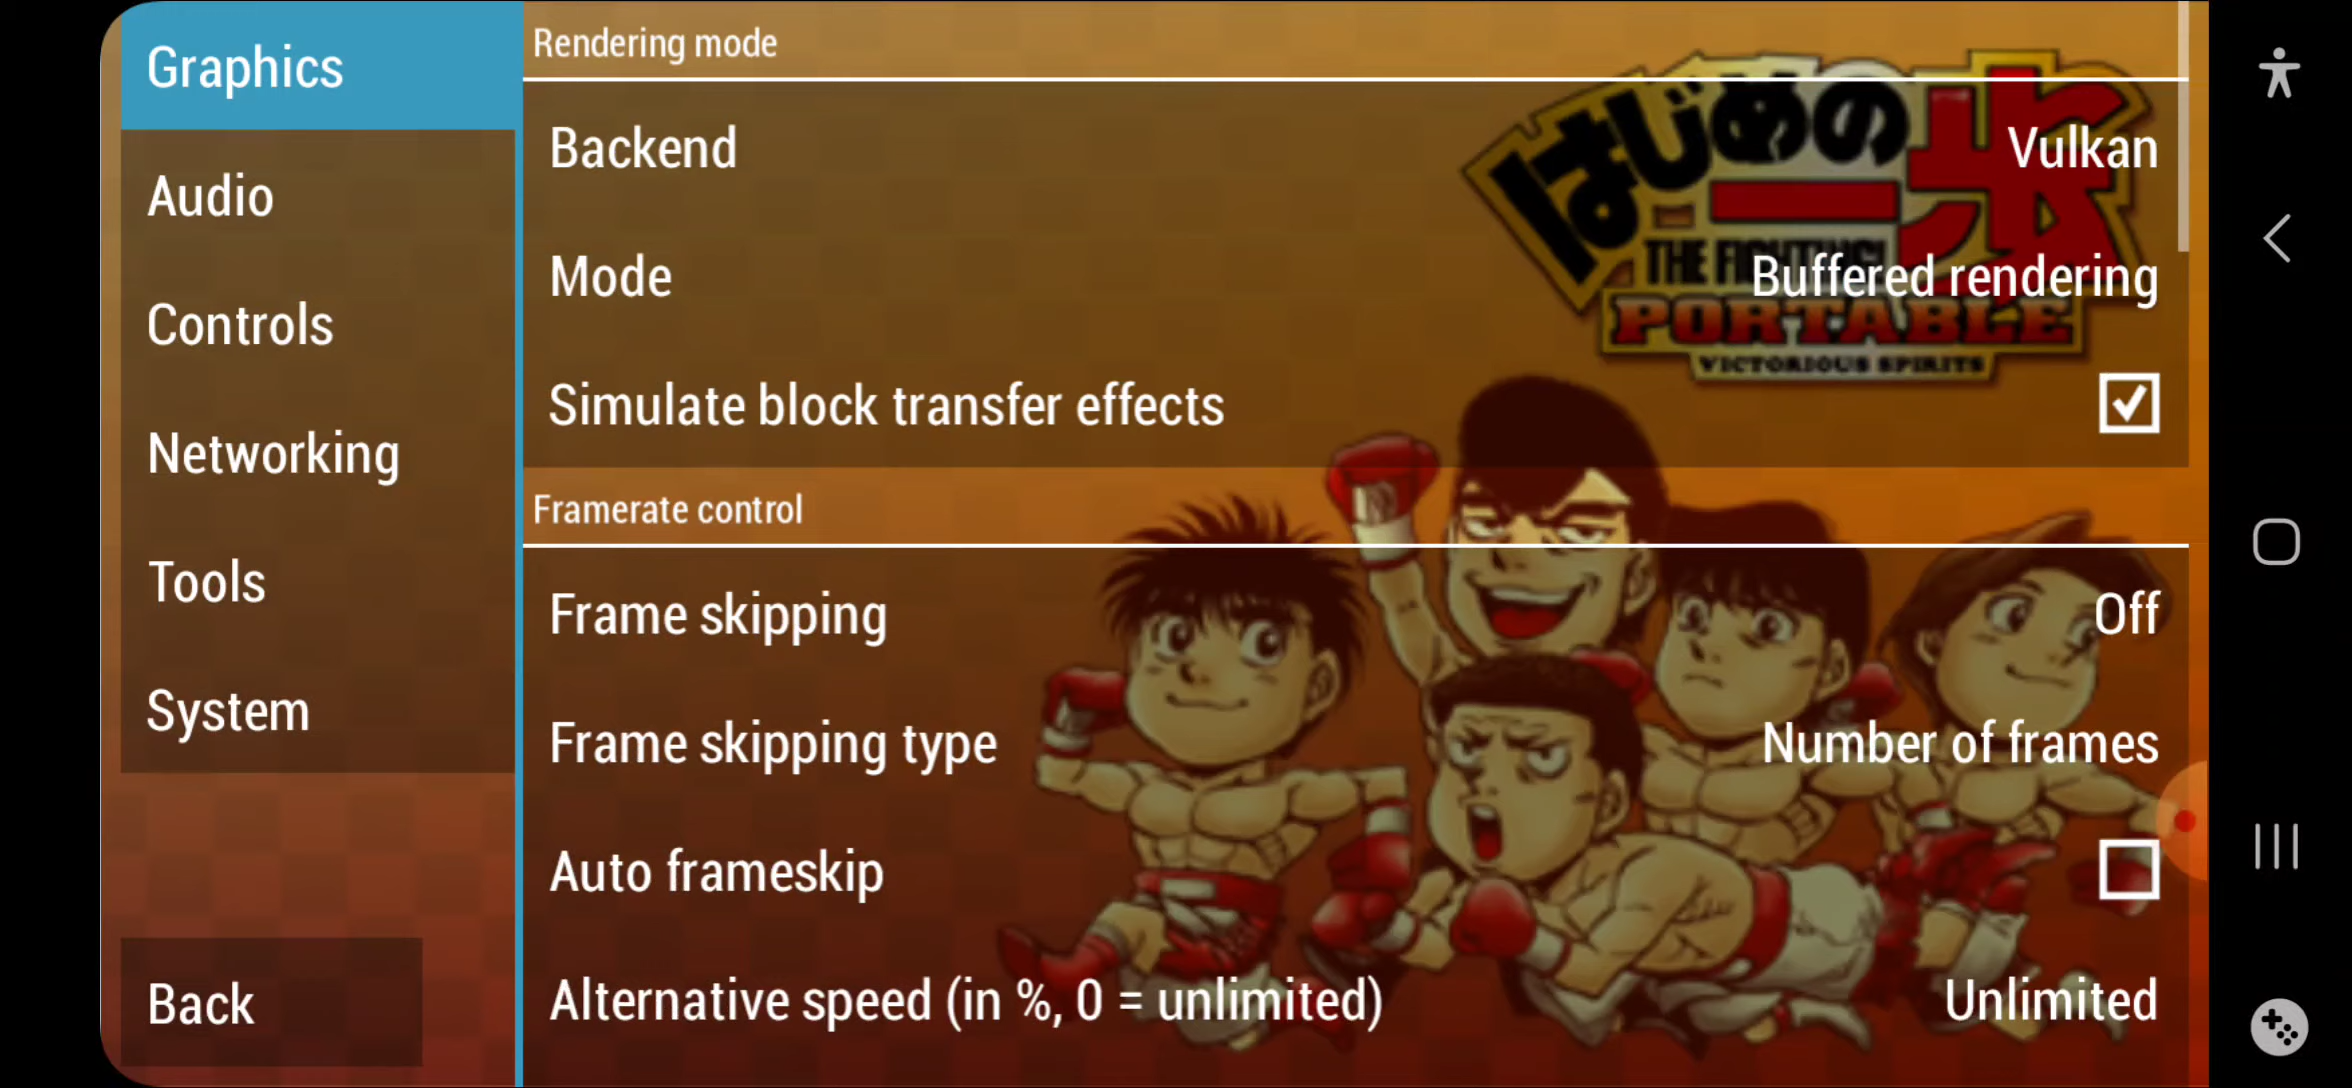 Graphics
Audio
Controls
Networking
Tools
System
Back
Rendering mode
Backend
Vulkan
Mode
Buffered rendering
Simulate block transfer effects
Framerate control
Frame skipping
Off
Frame skipping type
Number of frames
Auto frameskip
Alternative speed (in %, 0 = unlimited)
Unlimited
はじめの
一歩
THE FIGHTING!
PORTABLE
VICTORIOUS SPIRITS